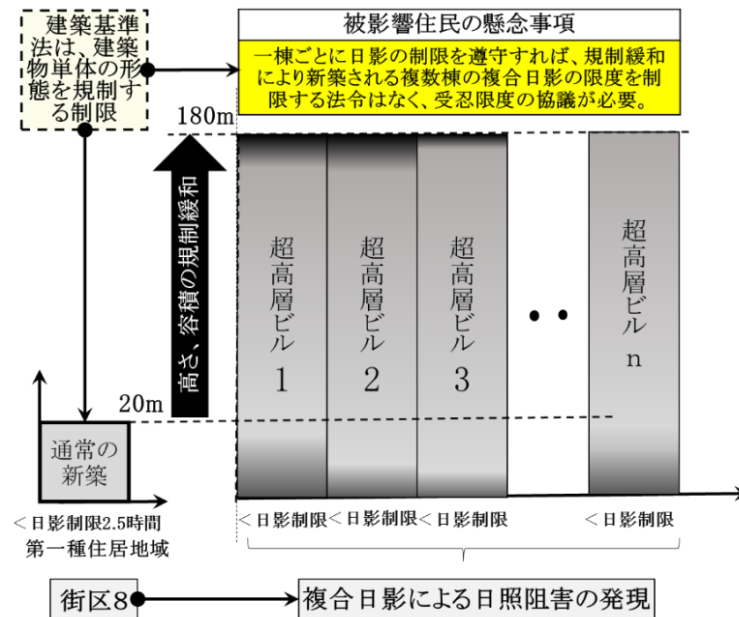 建築基準
法は、建築
物単体の形
態を規制す
る制限
被影響住民の懸念事項
一棟ごとに日影の制限を遵守すれば、規制緩和
により新築される複数棟の複合日影の限度を制
限する法令はなく、受忍限度の協議が必要。
180m
高さ、容積の規制緩和
超高層ビル 1
超高層ビル 2
超高層ビル 3
・・
超高層ビル n
20m
通常の
新築
<日影制限2.5時間
第一種住居地域
<日影制限
<日影制限
<日影制限
<日影制限
街区8
複合日影による日照阻害の発現